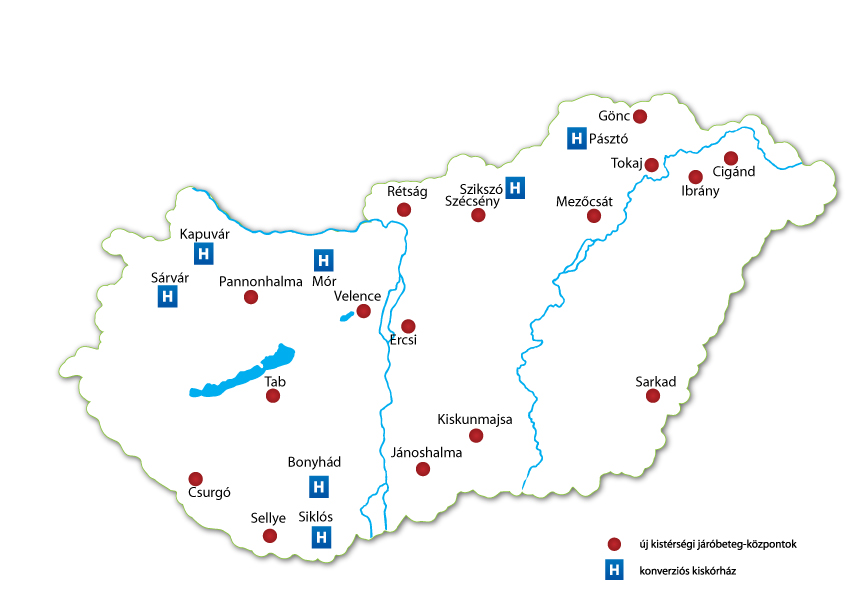 Gönc
H Pásztó
Tokaj
Cigánd
Ibrány
Rétság
Szikszó H
Szécsény
Mezőcsát
Kapuvár
H
Sárvár
H
Pannonhalma
H
Mór
Velence
Ercsi
Tab
Sarkad
Kiskunmajsa
Jánoshalma
Bonyhád
H
Csurgó
Sellye
Siklós
H
új kistérségi járóbeteg-központok
H konverziós kiskórház